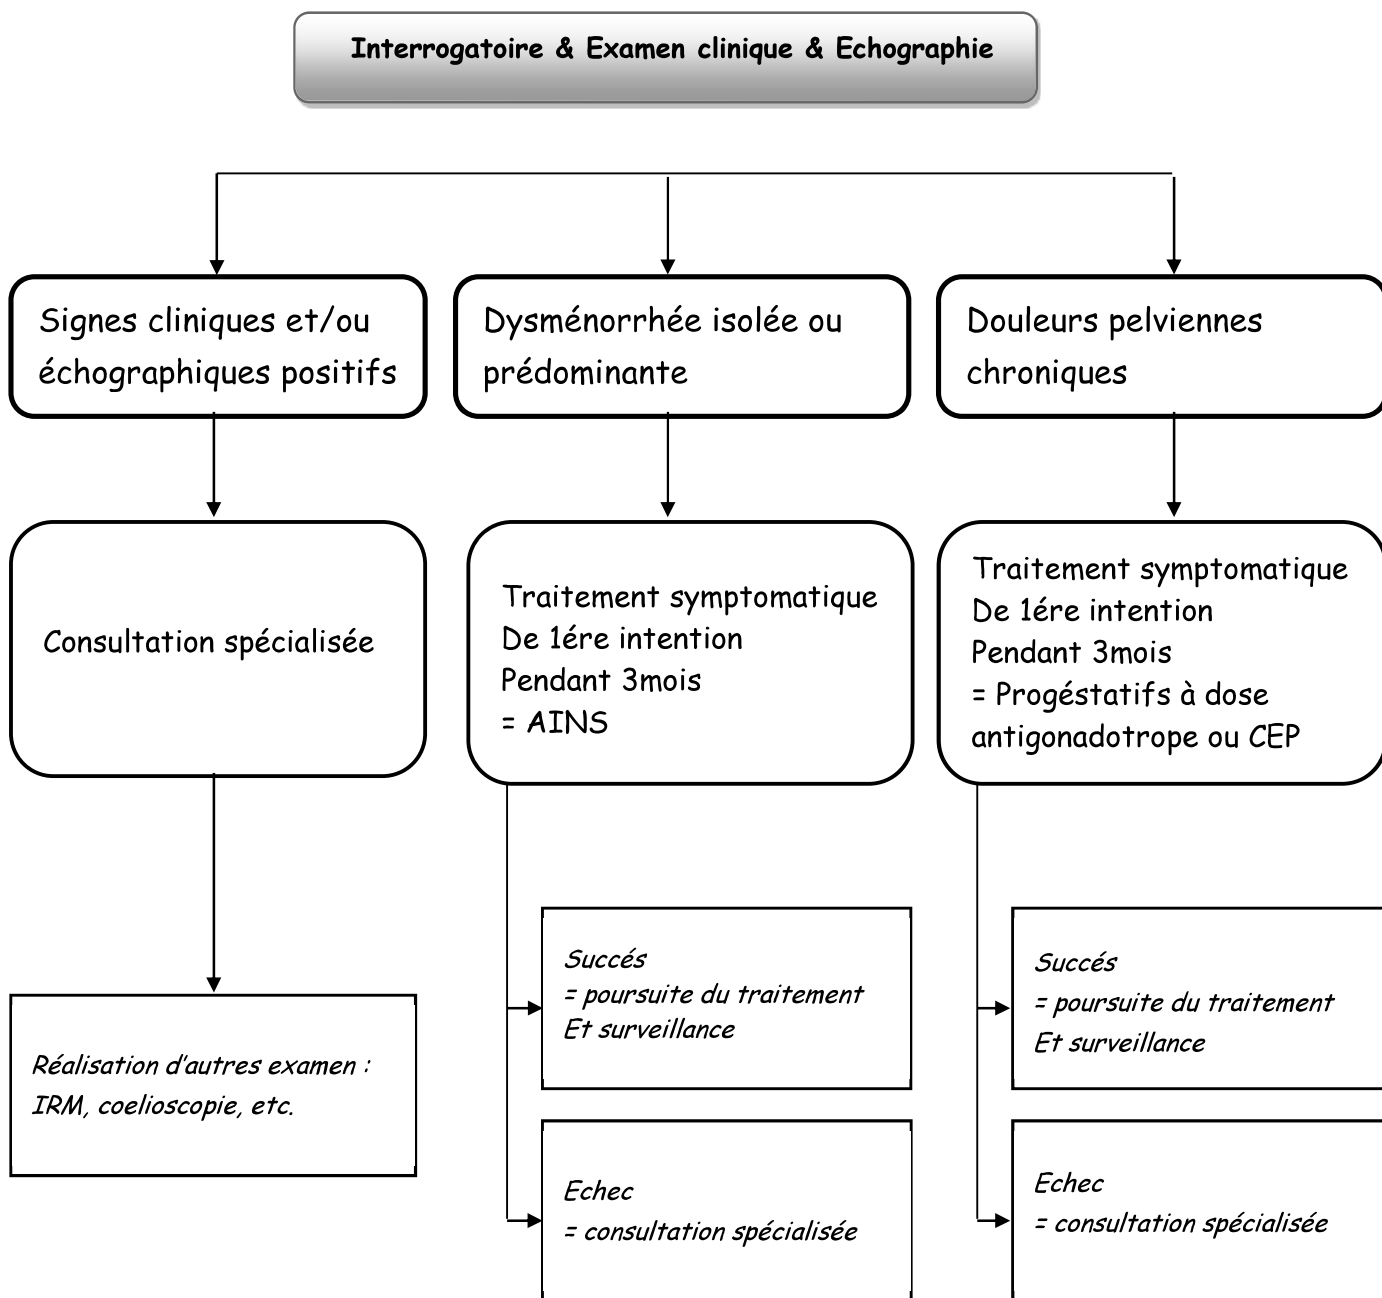 Interrogatoire & Examen clinique & Echographie
Signes cliniques et/ou
échographiques positifs
Dysménorrhée isolée ou
prédominante
Douleurs pelviennes
chroniques
Consultation spécialisée
Traitement symptomatique
De 1ére intention
Pendant 3mois
= AINS
Traitement symptomatique
De 1ére intention
Pendant 3mois
= Progéstatifs à dose
antigonadotrope ou CEP
Réalisation d'autres examen :
IRM, coelioscopie, etc.
Succés
= poursuite du traitement
Et surveillance
Succés
= poursuite du traitement
Et surveillance
Echec
= consultation spécialisée
Echec
= consultation spécialisée